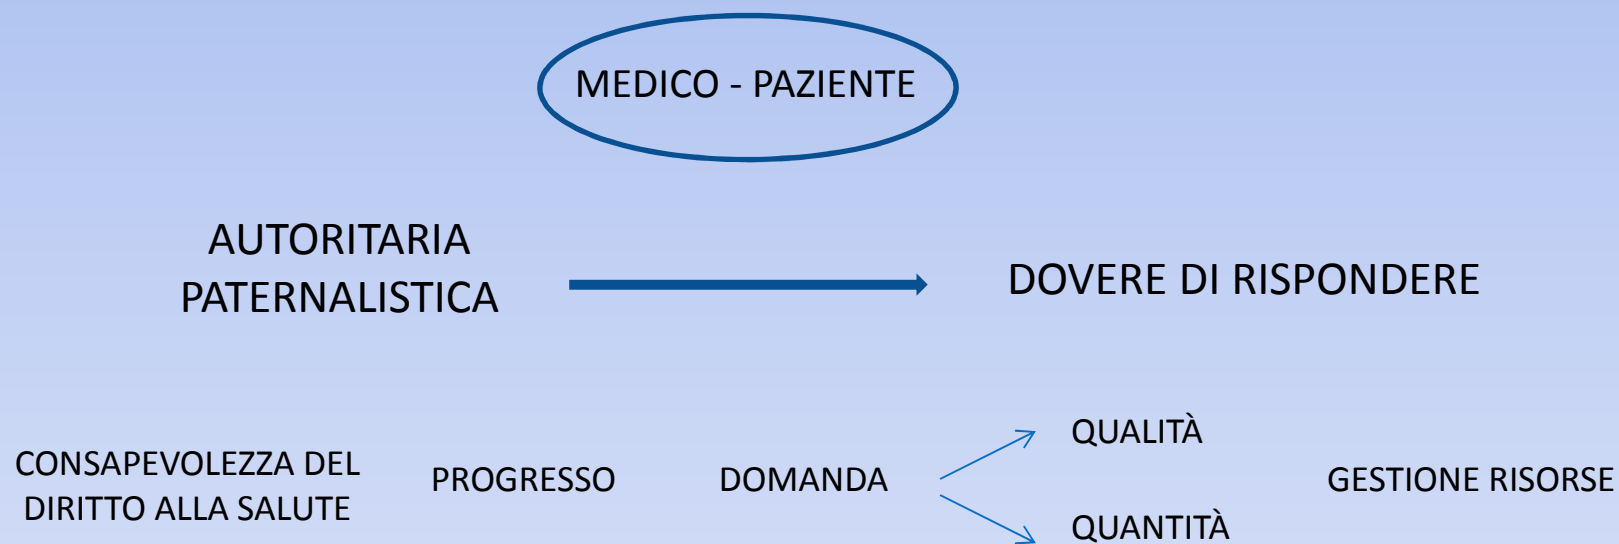 MEDICO - PAZIENTE
AUTORITARIA
PATERNALISTICA
DOVERE DI RISPONDERE
CONSAPEVOLEZZA DEL
DIRITTO ALLA SALUTE
PROGRESSO
DOMANDA
QUALITÀ
QUANTITÀ
GESTIONE RISORSE